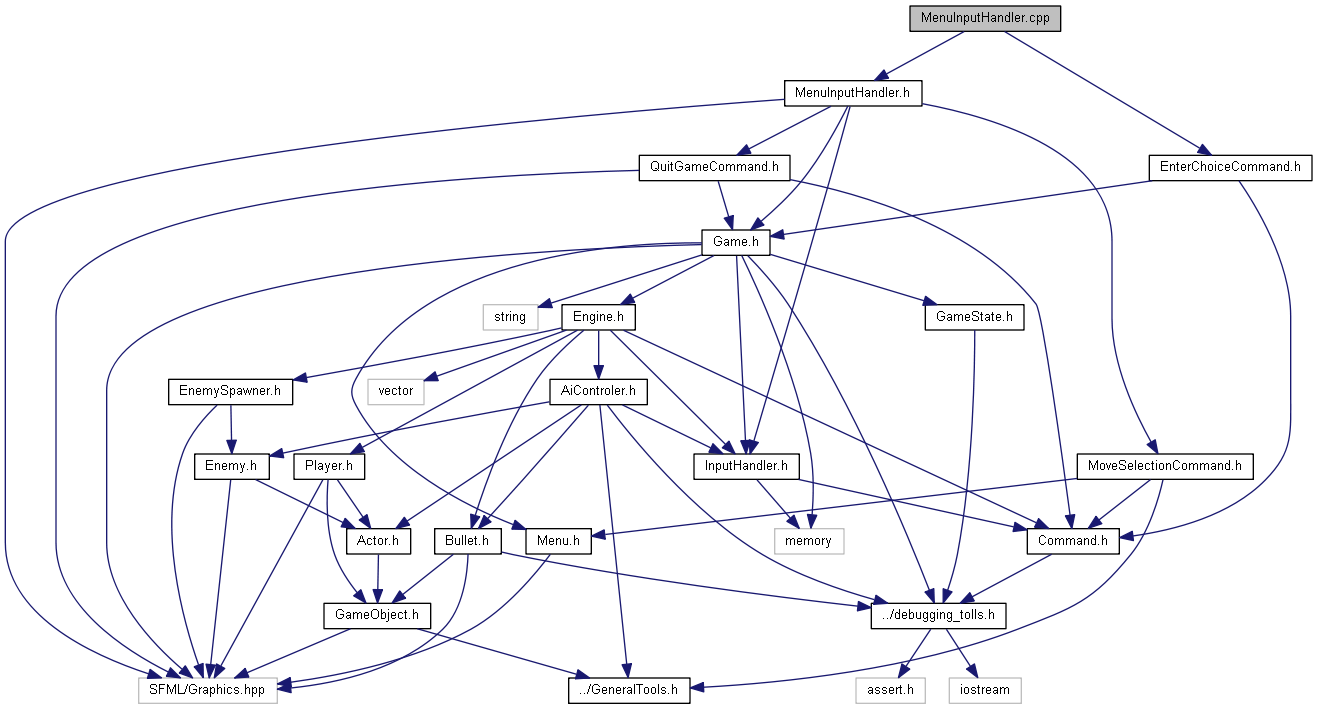 MenuInputHandler.cpp
MenuInputHandler.h
QuitGameCommand.h
EnterChoiceCommand.h
Game.h
string
Engine.h
GameState.h
EnemySpawner.h
vector
AiControler.h
Enemy.h
Player.h
InputHandler.h
MoveSelectionCommand.h
Actor.h
Bullet.h
Menu.h
memory
Command.h
GameObject.h
../debugging_tolls.h
SFML/Graphics.hpp
../GeneralTools.h
assert.h
iostream